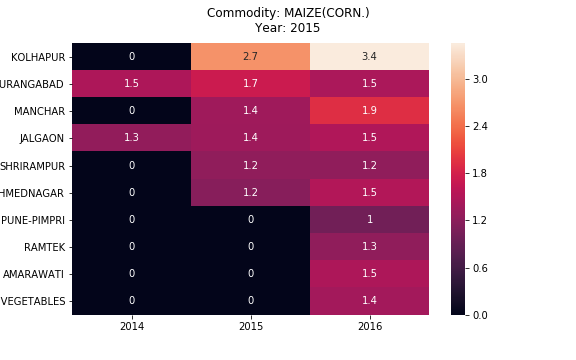 Commodity: MAIZE(CORN.)
Year: 2015
KOLHAPUR 0 2.7 3.4
URANGABAD 1.5 1.7 1.5
MANCHAR 0 1.4 1.9
JALGAON 1.3 1.4 1.5
SHRIRAMPUR 0 1.2 1.2
HMEDNAGAR 0 1.2 1.5
PUNE-PIMPRI 0 0 1
RAMTEK 0 0 1.3
AMARAWATI 0 0 1.5
VEGETABLES 0 0 1.4
2014 2015 2016
3.0
2.4
1.8
1.2
0.6
0.0